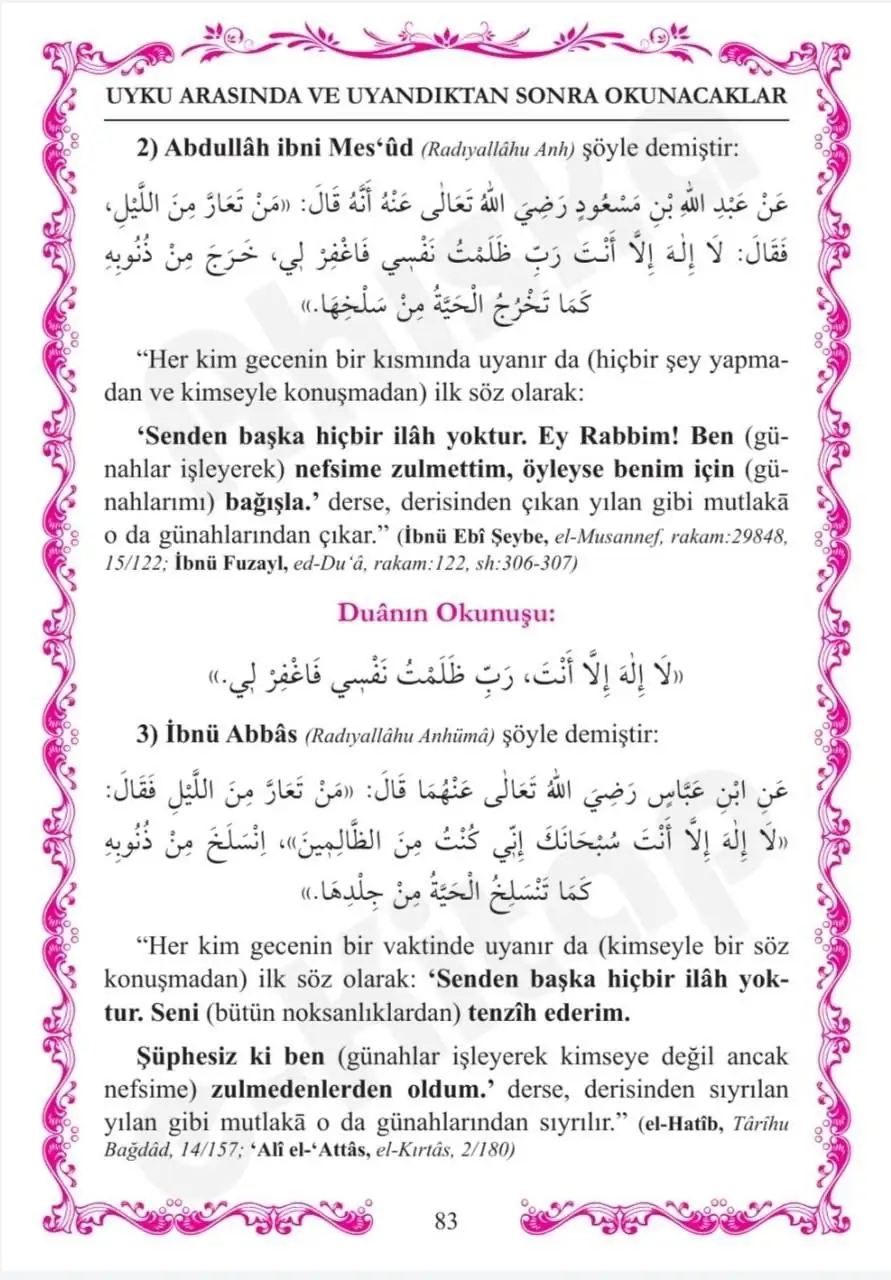 UYKU ARASINDA VE UYANDIKTAN SONRA OKUNACAKLAR
2) Abdullâh ibni Mes‘ûd (Radıyallâhu Anh) şöyle demiştir:
عَنْ عَبْدِ اللّٰهِ بْنِ مَسْعُودٍ رَضِيَ اللّٰهُ تَعَالٰى عَنْهُ أَنَّهُ قَالَ: «مَنْ تَعَارَّ مِنَ اللَّيْلِ،
فَقَالَ: لَا إِلٰهَ إِلَّا أَنْتَ رَبِّ ظَلَمْتُ نَفْسِي فَاغْفِرْ لِي، خَرَجَ مِنْ ذُنُوبِهِ
كَمَا تَخْرُجُ الْحَيَّةُ مِنْ سَلْخِهَا.»
“Her kim gecenin bir kısmında uyanır da (hiçbir şey yapma-
dan ve kimseyle konuşmadan) ilk söz olarak:
‘Senden başka hiçbir ilâh yoktur. Ey Rabbim! Ben (gü-
nahlar işleyerek) nefsime zulmettim, öyleyse benim için (gü-
nahlarımı) bağışla.’ derse, derisinden çıkan yılan gibi mutlakā
o da günahlarından çıkar.” (İbnü Ebî Şeybe, el-Musannef, rakam:29848,
15/122; İbnü Fuzayl, ed-Du‘â, rakam:122, sh:306-307)
Duânın Okunuşu:
«لَا إِلٰهَ إِلَّا أَنْتَ، رَبِّ ظَلَمْتُ نَفْسِي فَاغْفِرْ لِي.»
3) İbnü Abbâs (Radıyallâhu Anhümâ) şöyle demiştir:
عَنِ ابْنِ عَبَّاسٍ رَضِيَ اللّٰهُ تَعَالٰى عَنْهُمَا قَالَ: «مَنْ تَعَارَّ مِنَ اللَّيْلِ فَقَالَ:
«لَا إِلٰهَ إِلَّا أَنْتَ سُبْحَانَكَ إِنِّي كُنْتُ مِنَ الظَّالِمِينَ»، اِنْسَلَخَ مِنْ ذُنُوبِهِ
كَمَا تَنْسَلِخُ الْحَيَّةُ مِنْ جِلْدِهَا.»
“Her kim gecenin bir vaktinde uyanır da (kimseyle bir söz
konuşmadan) ilk söz olarak: ‘Senden başka hiçbir ilâh yok-
tur. Seni (bütün noksanlıklardan) tenzîh ederim.
Şüphesiz ki ben (günahlar işleyerek kimseye değil ancak
nefsime) zulmedenlerden oldum.’ derse, derisinden sıyrılan
yılan gibi mutlakā o da günahlarından sıyrılır.” (el-Hatîb, Târîhu
Bağdâd, 14/157; ‘Alî el-‘Attâs, el-Kırtâs, 2/180)
83
Ahiska
e-Kitap